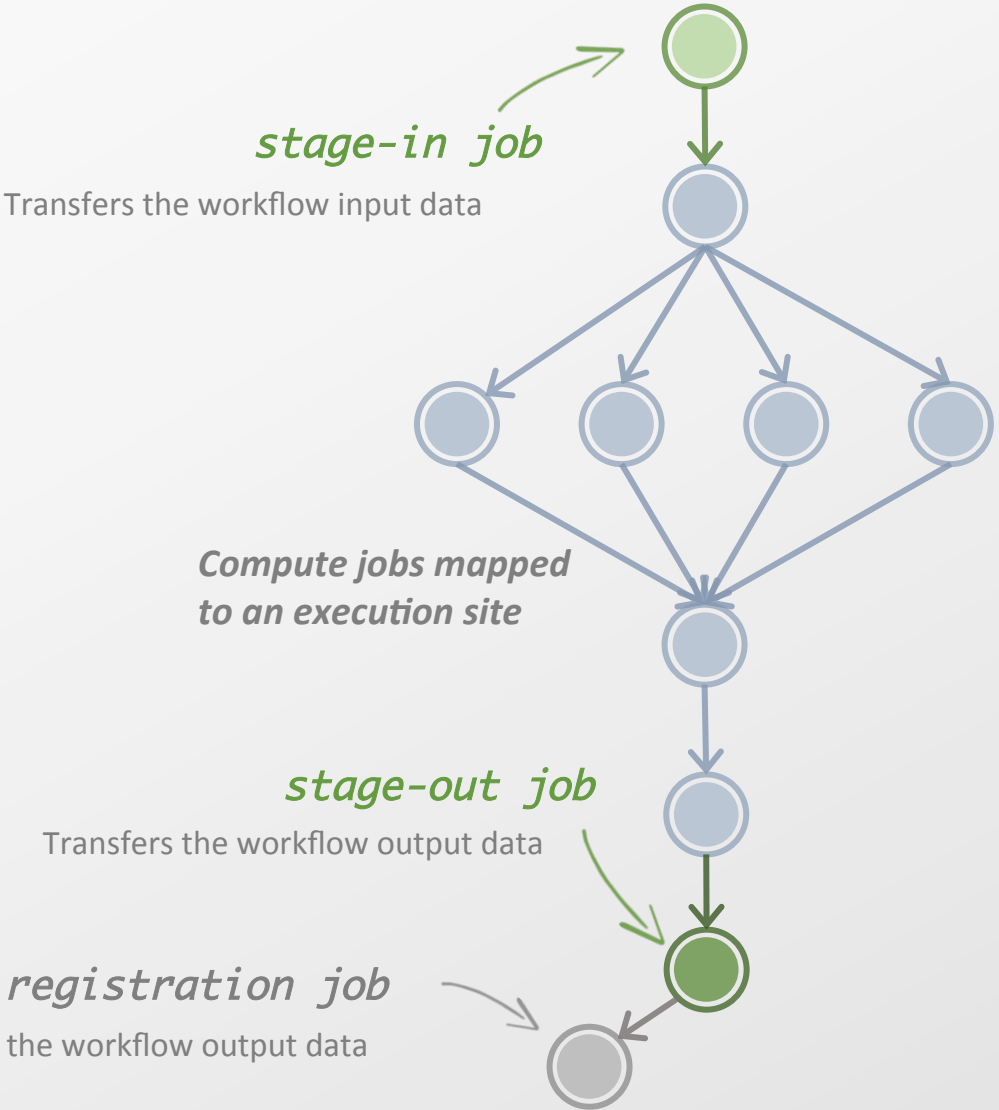 stage-in job
Transfers the workflow input data
Compute jobs mapped
to an execution site
stage-out job
Transfers the workflow output data
registration job
the workflow output data